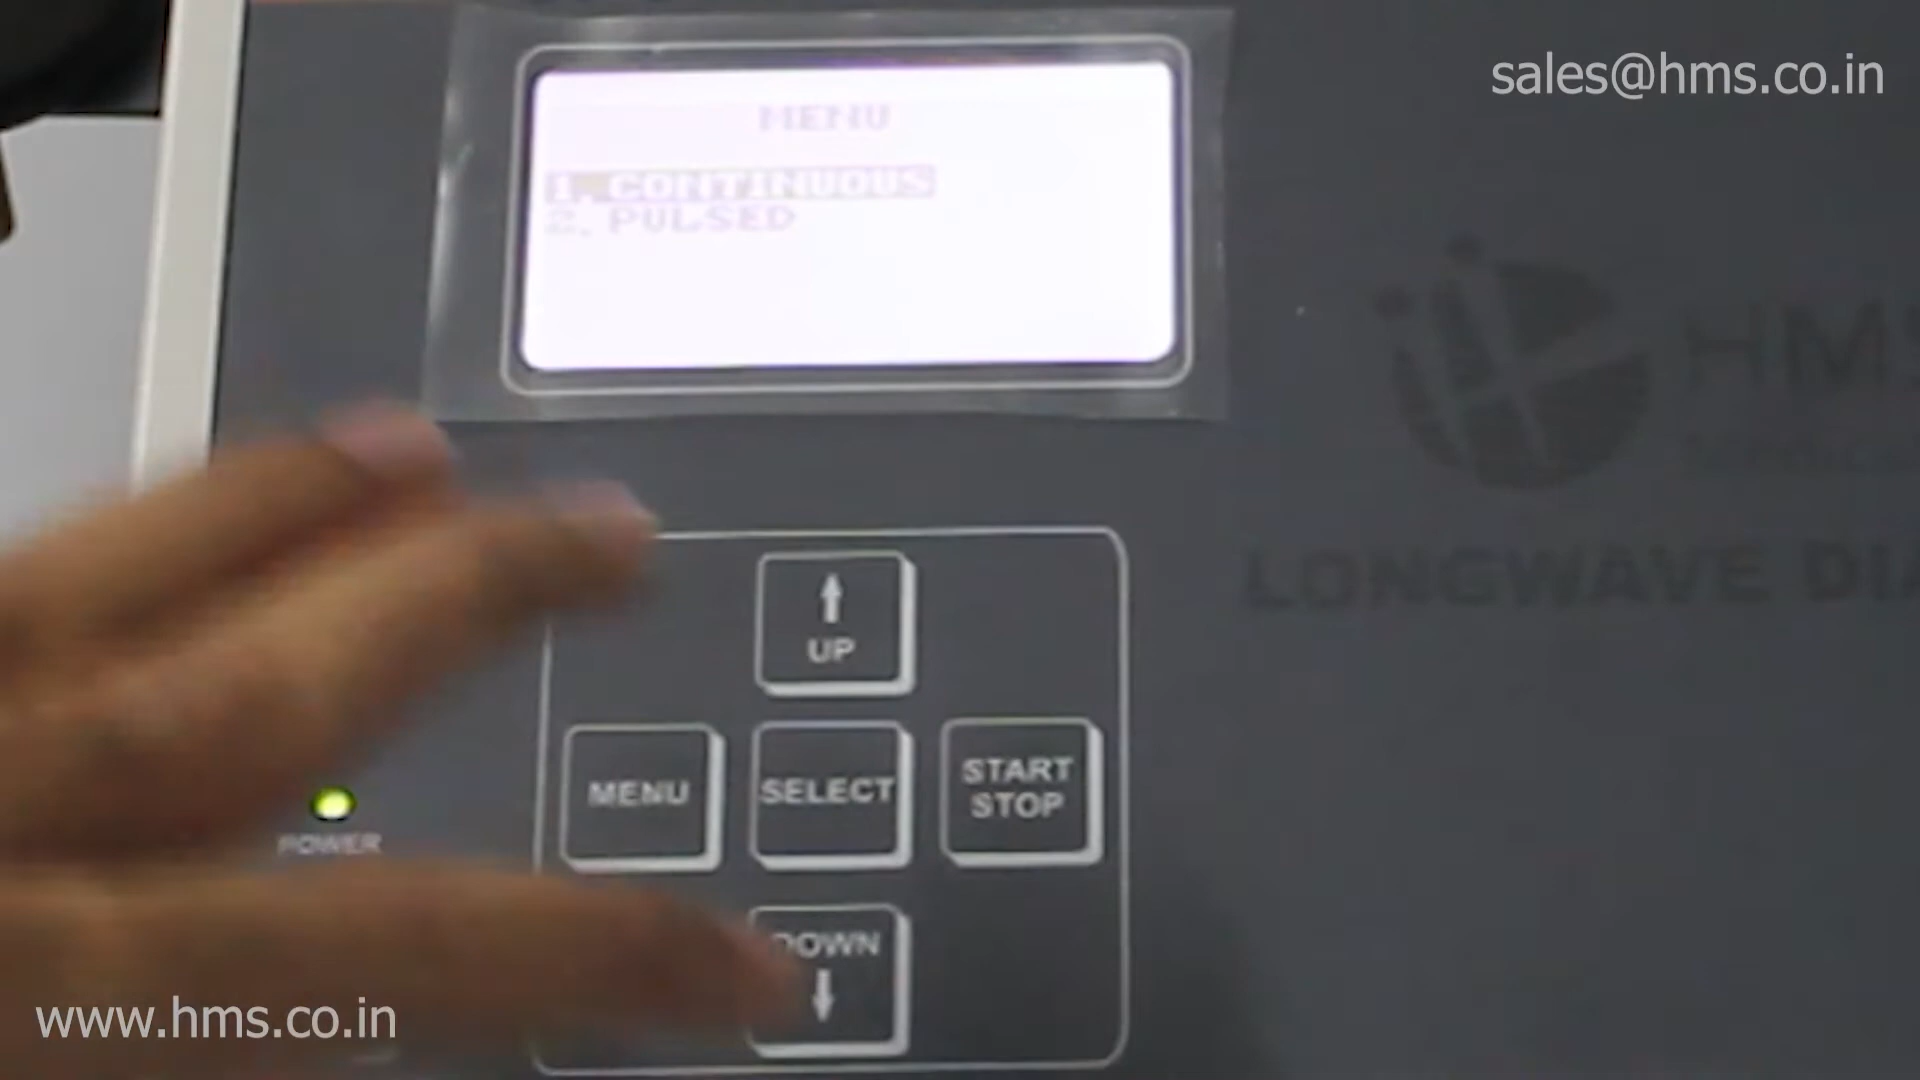 sales@hms.co.in
MENU
1. CONTINUOUS
2. PULSED
HMS
LONGWAVE DIA
UP
MENU
SELECT
START
STOP
POWER
DOWN
www.hms.co.in